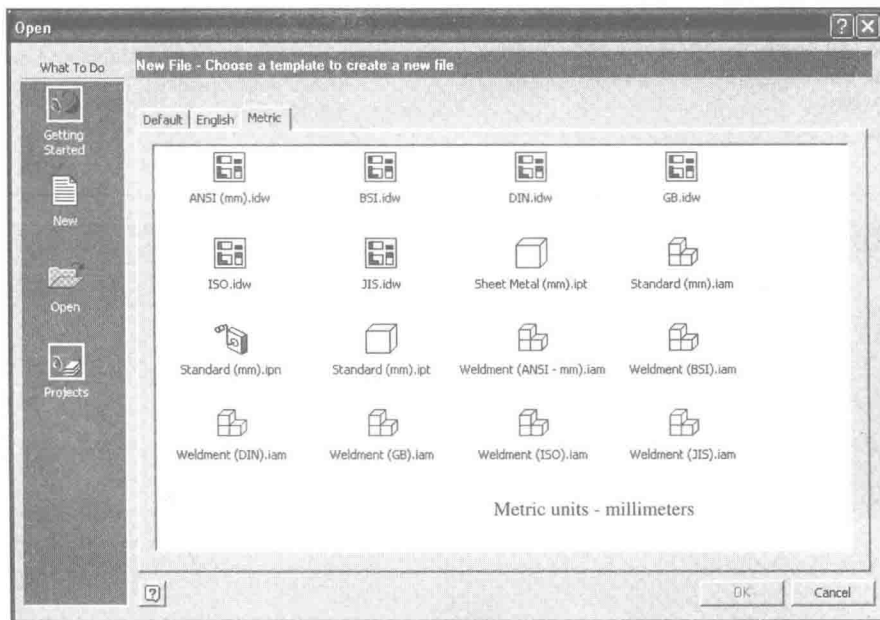 Open
What To Do
New File - Choose a template to create a new file
Getting
Started
New
Open
Projects
Default
English
Metric
ANSI (mm).idw
BSI.idw
DIN.idw
GB.idw
ISO.idw
JIS.idw
Sheet Metal (mm).ipt
Standard (mm).iam
Standard (mm).ipn
Standard (mm).ipt
Weldment (ANSI - mm).iam
Weldment (BSI).iam
Weldment (DIN).iam
Weldment (GB).iam
Weldment (ISO).iam
Weldment (JIS).iam
Metric units - millimeters
?
OK
Cancel